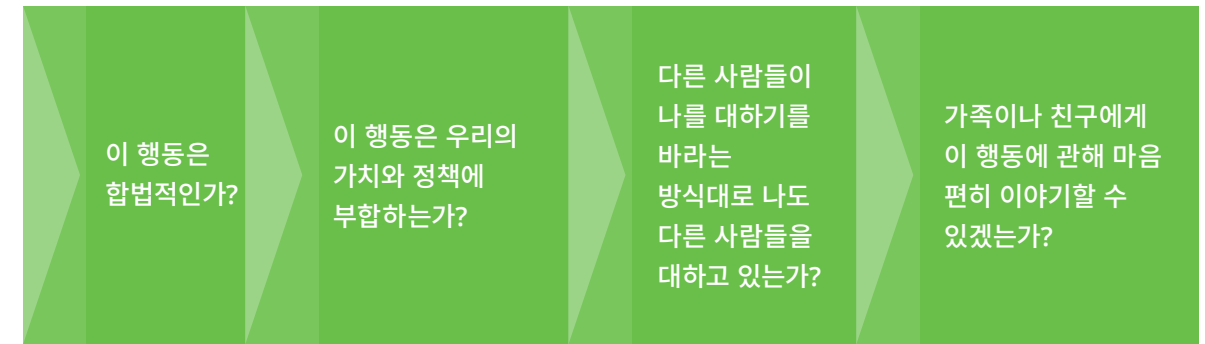 이 행동은
합법적인가?
이 행동은 우리의
가치와 정책에
부합하는가?
다른 사람들이
나를 대하기를
바라는
방식대로 나도
다른 사람들을
대하고 있는가?
가족이나 친구에게
이 행동에 관해 마음
편히 이야기할 수
있겠는가?